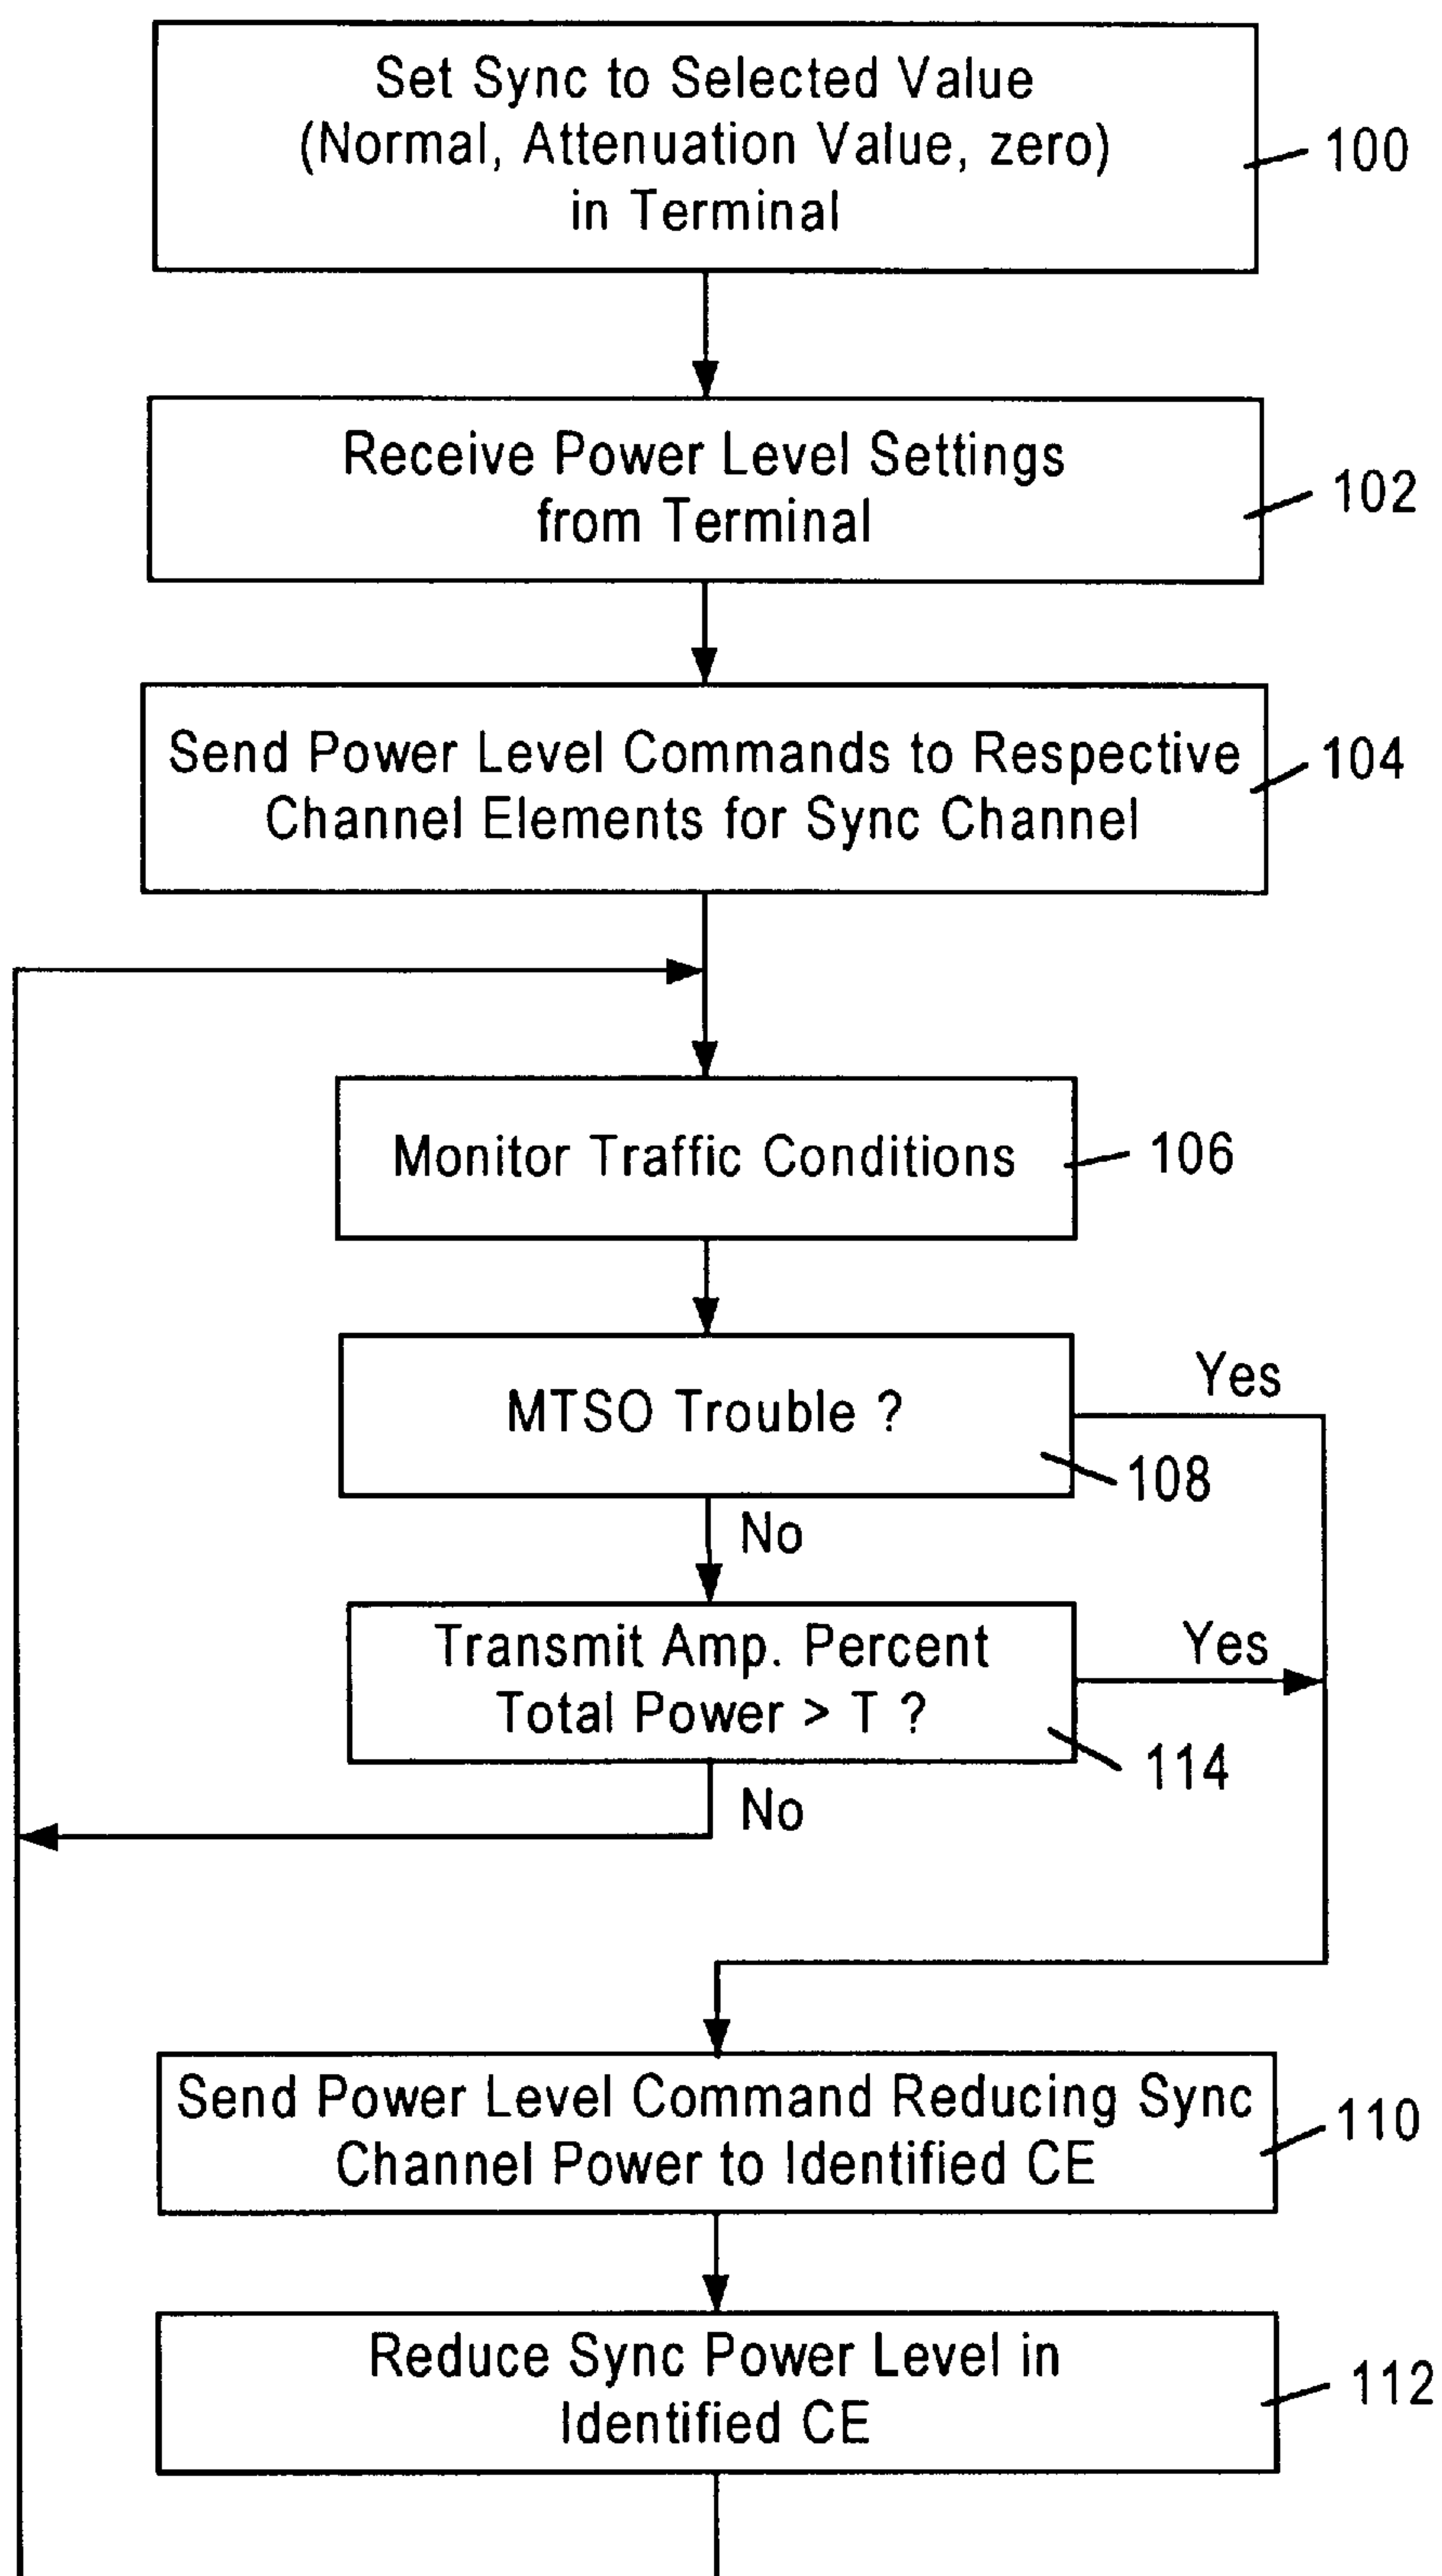 Set Sync to Selected Value
(Normal, Attenuation Value, zero)
in Terminal
100
Receive Power Level Settings
from Terminal
102
Send Power Level Commands to Respective
Channel Elements for Sync Channel
104
Monitor Traffic Conditions
106
MTSO Trouble ?
Yes
108
No
Transmit Amp. Percent
Total Power > T ?
Yes
114
No
Send Power Level Command Reducing Sync
Channel Power to Identified CE
110
Reduce Sync Power Level in
Identified CE
112